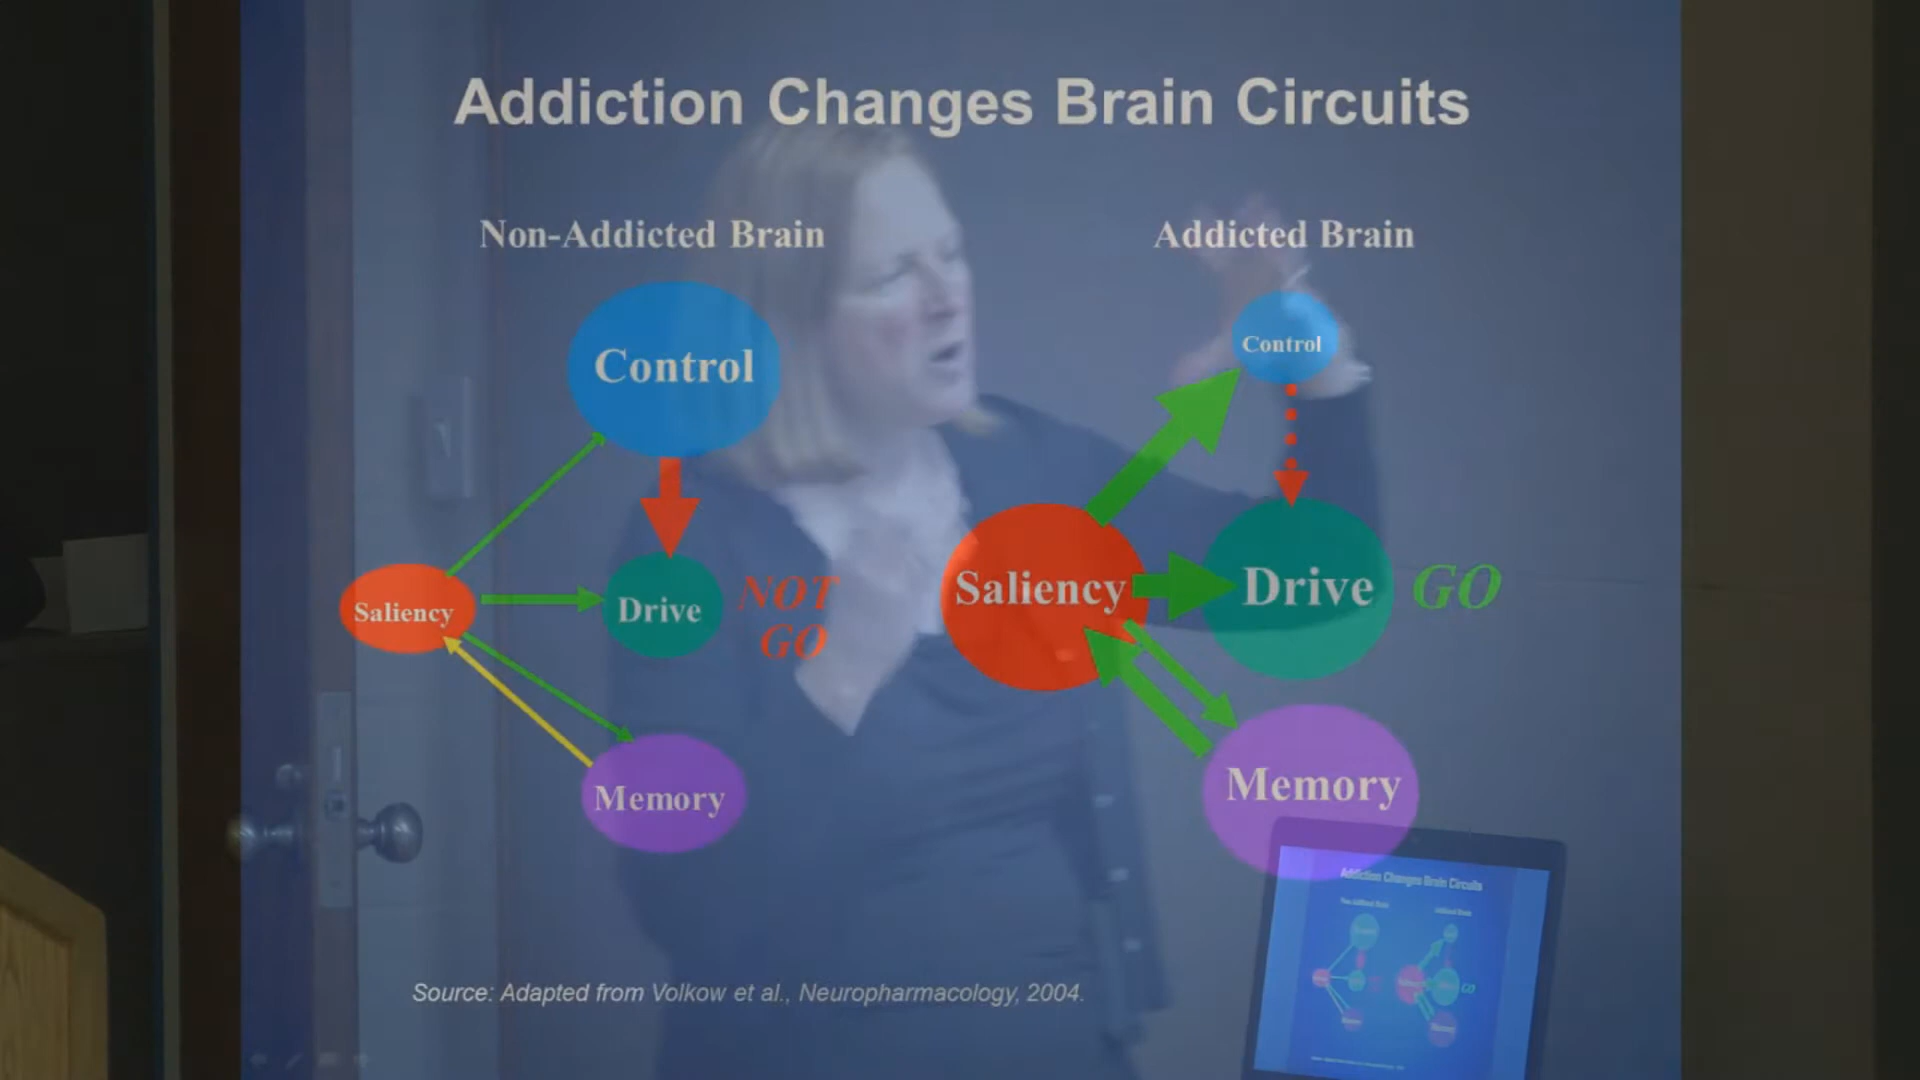 Addiction Changes Brain Circuits
Non-Addicted Brain
Addicted Brain
Control
Control
Saliency
Drive
NOT
GO
Saliency
Drive
GO
Memory
Memory
Source: Adapted from Volkow et al., Neuropharmacology, 2004.
Addiction Changes Brain Circuits
GO